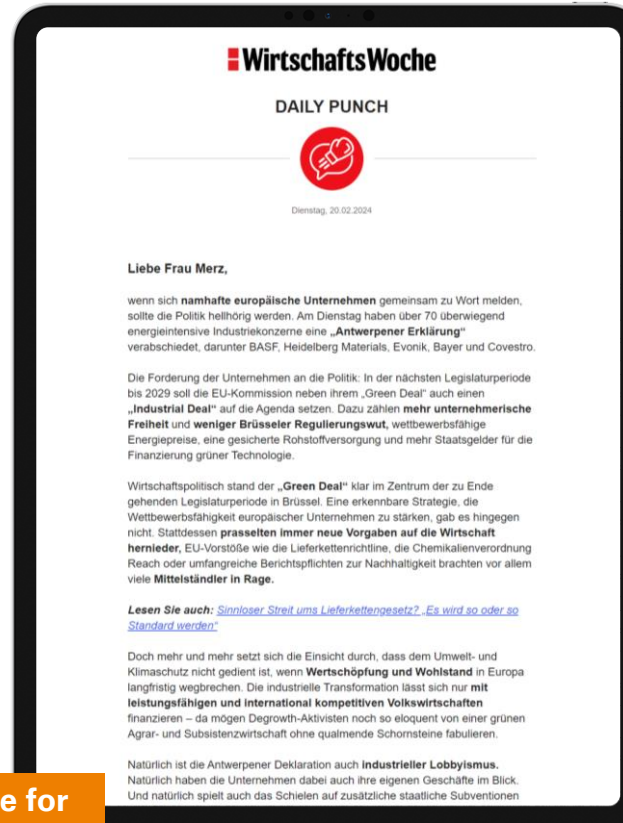 WirtschaftsWoche
DAILY PUNCH
Dienstag, 20.02.2024
Liebe Frau Merz,
wenn sich namhafte europäische Unternehmen gemeinsam zu Wort melden,
sollte die Politik hellhörig werden. Am Dienstag haben über 70 überwiegend
energieintensive Industriekonzerne eine „Antwerpener Erklärung“
verabschiedet, darunter BASF, Heidelberg Materials, Evonik, Bayer und Covestro.
Die Forderung der Unternehmen an die Politik: In der nächsten Legislaturperiode
bis 2029 soll die EU-Kommission neben ihrem „Green Deal“ auch einen
„Industrial Deal“ auf die Agenda setzen. Dazu zählen mehr unternehmerische
Freiheit und weniger Brüsseler Regulierungswut, wettbewerbsfähige
Energiepreise, eine gesicherte Rohstoffversorgung und mehr Staatsgelder für die
Finanzierung grüner Technologie.
Wirtschaftspolitisch stand der „Green Deal“ klar im Zentrum der zu Ende
gehenden Legislaturperiode in Brüssel. Eine erkennbare Strategie, die
Wettbewerbsfähigkeit europäischer Unternehmen zu stärken, gab es hingegen
nicht. Stattdessen prasselten immer neue Vorgaben auf die Wirtschaft
hernieder, EU-Vorstöße wie die Lieferkettenrichtline, die Chemikalienverordnung
Reach oder umfangreiche Berichtspflichten zur Nachhaltigkeit brachten vor allem
viele Mittelständler in Rage.
Lesen Sie auch: Sinnloser Streit ums Lieferkettengesetz? „Es wird so oder so
Standard werden“
Doch mehr und mehr setzt sich die Einsicht durch, dass dem Umwelt- und
Klimaschutz nicht gedient ist, wenn Wertschöpfung und Wohlstand in Europa
langfristig wegbrechen. Die industrielle Transformation lässt sich nur mit
leistungsfähigen und international kompetitiven Volkswirtschaften
finanzieren – da mögen Degrowth-Aktivisten noch so eloquent von einer grünen
Agrar- und Subsistenzwirtschaft ohne qualmende Schornsteine fabulieren.
Natürlich ist die Antwerpener Deklaration auch industrieller Lobbyismus.
Natürlich haben die Unternehmen dabei auch ihre eigenen Geschäfte im Blick.
Und natürlich spielt auch das Schielen auf zusätzliche staatliche Subventionen
e for